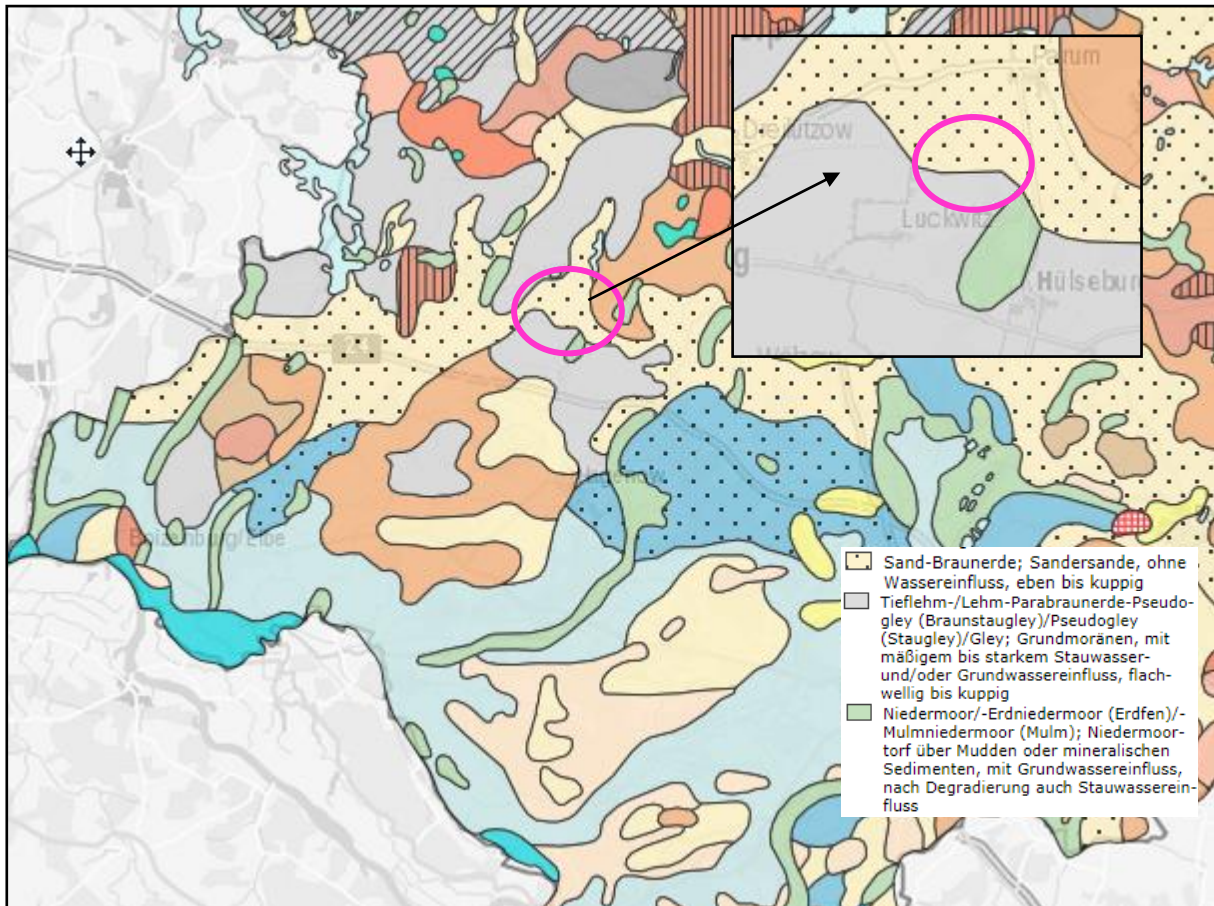 Parum
Dreilützow
Luckwitz
Hülseburg
Boizenburg/Elbe
Sand-Braunerde; Sandersande, ohne
Wassereinfluss, eben bis kuppig
Tieflehm-/Lehm-Parabraunerde-Pseudo-
gley (Braunstaugley)/Pseudogley
(Staugley)/Gley; Grundmoränen, mit
mäßigem bis starkem Stauwasser-
und/oder Grundwassereinfluss, flach-
wellig bis kuppig
Niedermoor/-Erdniedermoor (Erdfen)/-
Mulmniedermoor (Mulm); Niedermoor-
torf über Mudden oder mineralischen
Sedimenten, mit Grundwassereinfluss,
nach Degradierung auch Stauwasserein-
fluss